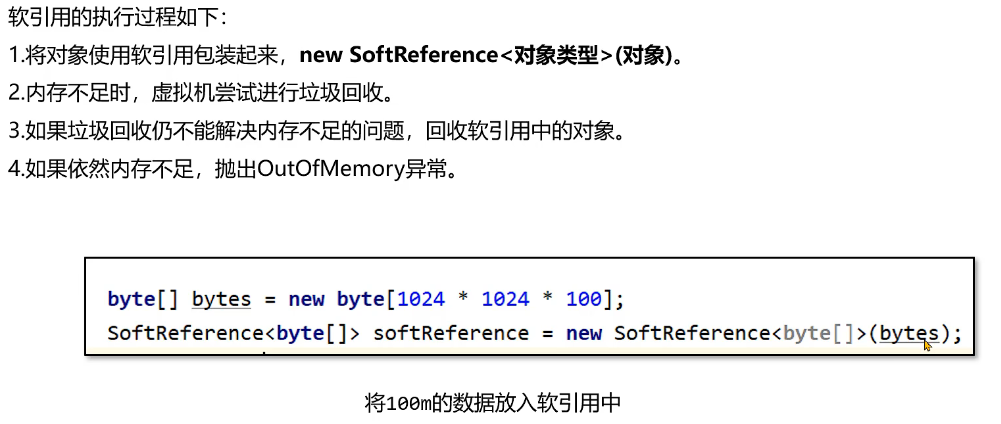 软引用的执行过程如下：
1.将对象使用软引用包装起来，new SoftReference<对象类型>(对象)。
2.内存不足时，虚拟机尝试进行垃圾回收。
3.如果垃圾回收仍不能解决内存不足的问题，回收软引用中的对象。
4.如果依然内存不足，抛出OutOfMemory异常。
byte[] bytes = new byte[1024 * 1024 * 100];
SoftReference<byte[]> softReference = new SoftReference<byte[]>(bytes);
将100m的数据放入软引用中